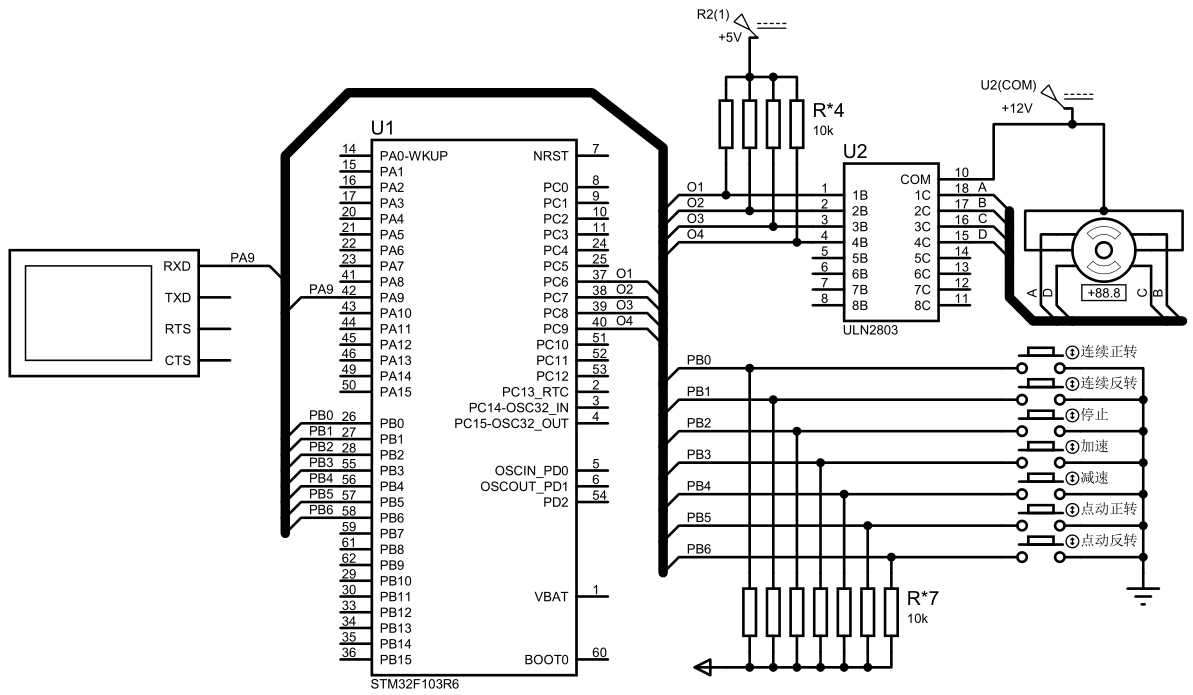 R2(1)
+5V
U2(COM)
+12V
R*4
10k
U1
14 PA0-WKUP NRST 7
15 PA1
16 PA2 PC0 8
17 PA3 PC1 9
20 PA4 PC2 10
21 PA5 PC3 11
22 PA6 PC4 24
23 PA7 PC5 25
41 PA8 PC6 37 O1
PA9 42 PA9 PC7 38 O2
43 PA10 PC8 39 O3
44 PA11 PC9 40 O4
45 PA12 PC10 51
46 PA13 PC11 52
49 PA14 PC12 53
50 PA15 PC13_RTC 2
PC14-OSC32_IN 3
PB0 26 PB0 PC15-OSC32_OUT 4
PB1 27 PB1
PB2 28 PB2
PB3 55 PB3 OSCIN_PD0 5
PB4 56 PB4 OSCOUT_PD1 6
PB5 57 PB5 PD2 54
PB6 58 PB6
59 PB7
61 PB8
62 PB9
29 PB10
30 PB11 VBAT 1
33 PB12
34 PB13
35 PB14
36 PB15 BOOT0 60
STM32F103R6
RXD PA9
TXD
RTS
CTS
U2
COM 10
O1 1 1B 1C 18 A
O2 2 2B 2C 17 B
O3 3 3B 3C 16 C
O4 4 4B 4C 15 D
5 5B 5C 14
6 6B 6C 13
7 7B 7C 12
8 8B 8C 11
ULN2803
+88.8
A D C B
PB0 连续正转
PB1 连续反转
PB2 停止
PB3 加速
PB4 减速
PB5 点动正转
PB6 点动反转
R*7
10k